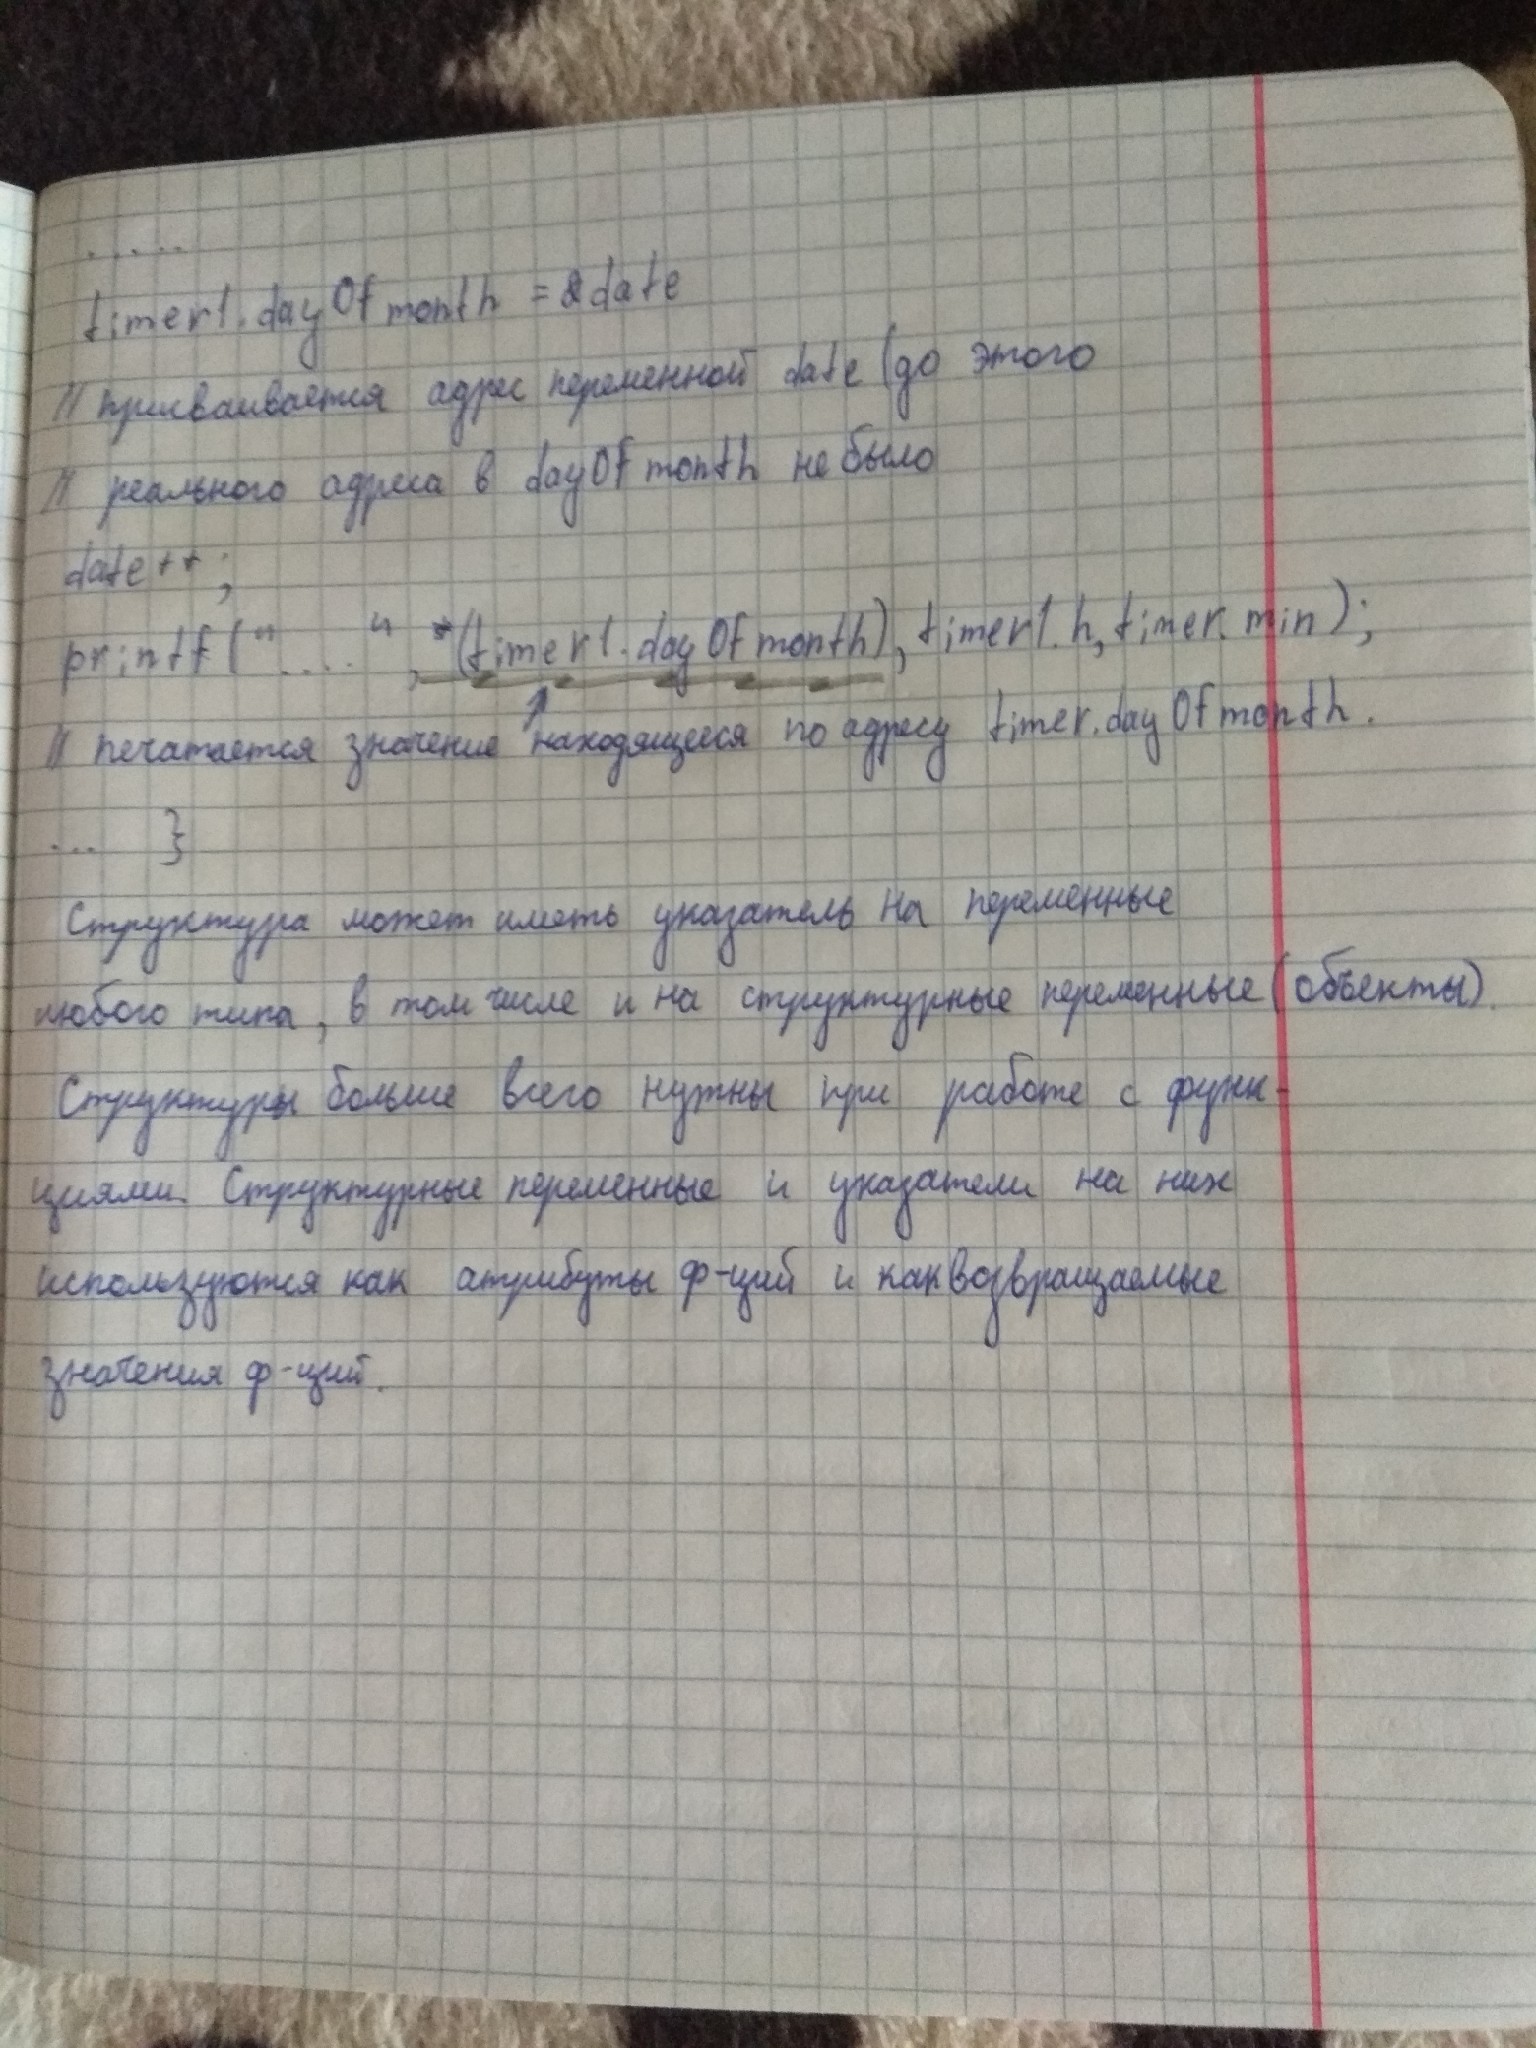 .....
timer1.dayOfmonth = &date
// присваивается адрес переменной date (до этого
// реального адреса в dayOfmonth не было
date++;
printf("....", *(timer1.dayOfmonth), timer1.h, timer.min);
// печатается значение находящееся по адресу timer.dayOfmonth.
... }
Структура может иметь указатель на переменные
любого типа, в том числе и на структурные переменные (объекты).
Структуры больше всего нужны при работе с функ-
циями. Структурные переменные и указатели на них
используются как атрибуты ф-ций и как возвращаемые
значения ф-ций.